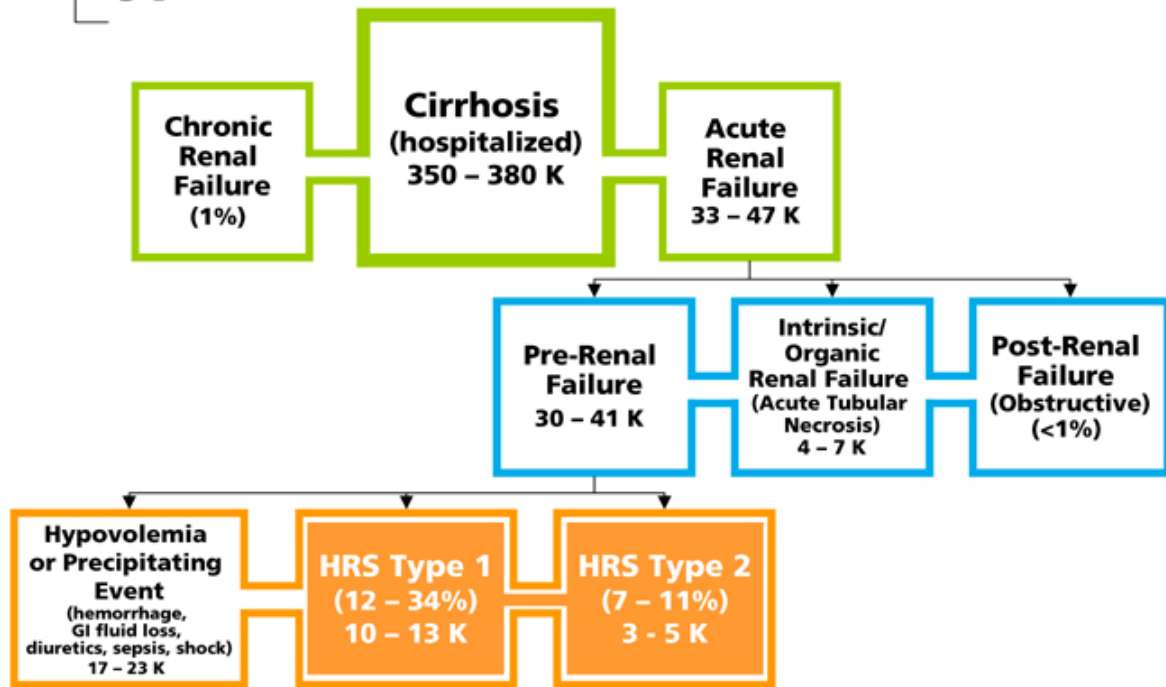 Chronic
Renal
Failure
(1%)
Cirrhosis
(hospitalized)
350 – 380 K
Acute
Renal
Failure
33 – 47 K
Pre-Renal
Failure
30 – 41 K
Intrinsic/
Organic
Renal Failure
(Acute Tubular
Necrosis)
4 – 7 K
Post-Renal
Failure
(Obstructive)
(<1%)
Hypovolemia
or Precipitating
Event
(hemorrhage,
GI fluid loss,
diuretics, sepsis, shock)
17 – 23 K
HRS Type 1
(12 – 34%)
10 – 13 K
HRS Type 2
(7 – 11%)
3 - 5 K